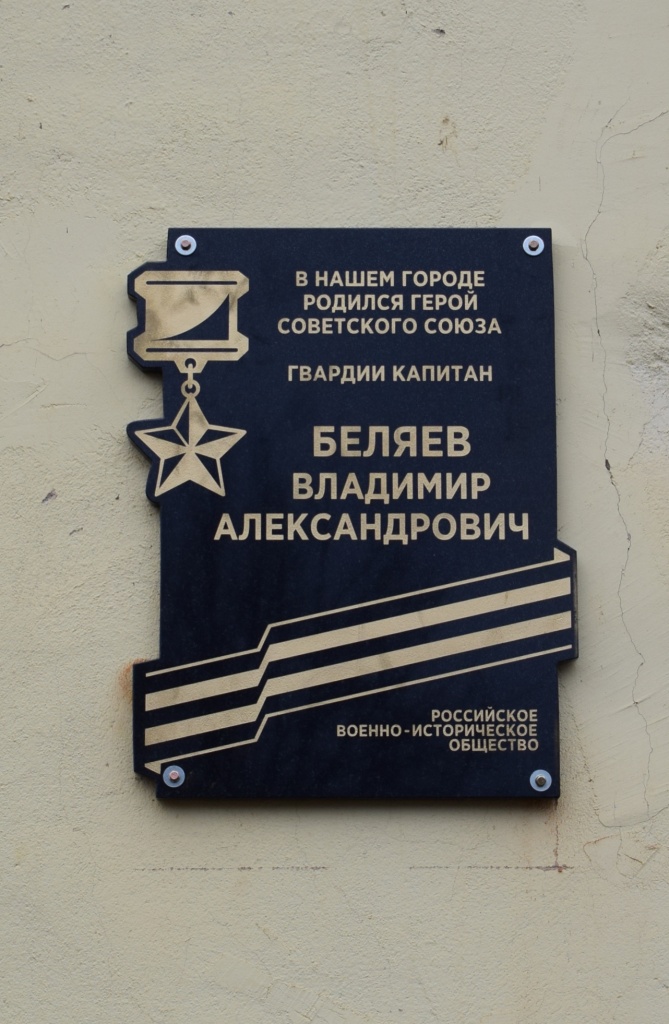 В НАШЕМ ГОРОДЕ
РОДИЛСЯ ГЕРОЙ
СОВЕТСКОГО СОЮЗА
ГВАРДИИ КАПИТАН
БЕЛЯЕВ
ВЛАДИМИР
АЛЕКСАНДРОВИЧ
РОССИЙСКОЕ
ВОЕННО-ИСТОРИЧЕСКОЕ
ОБЩЕСТВО